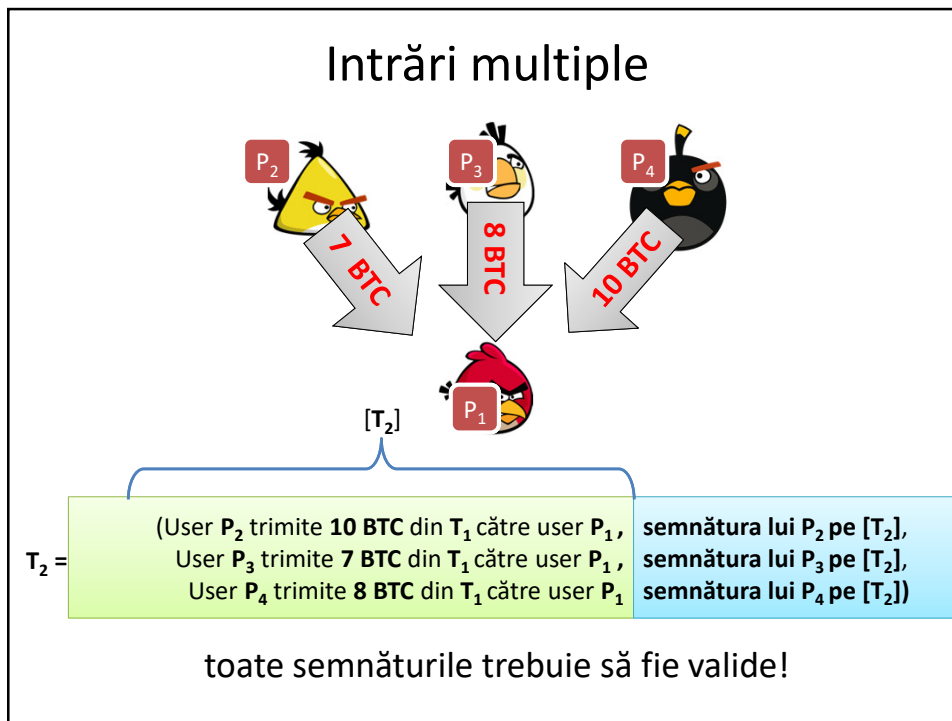 Intrări multiple
P2
P3
P4
7 BTC
8 BTC
10 BTC
P1
[T2]
(User P2 trimite 10 BTC din T1 către user P1 , semnătura lui P2 pe [T2],
T2 = User P3 trimite 7 BTC din T1 către user P1 , semnătura lui P3 pe [T2],
User P4 trimite 8 BTC din T1 către user P1 semnătura lui P4 pe [T2])
toate semnăturile trebuie să fie valide!